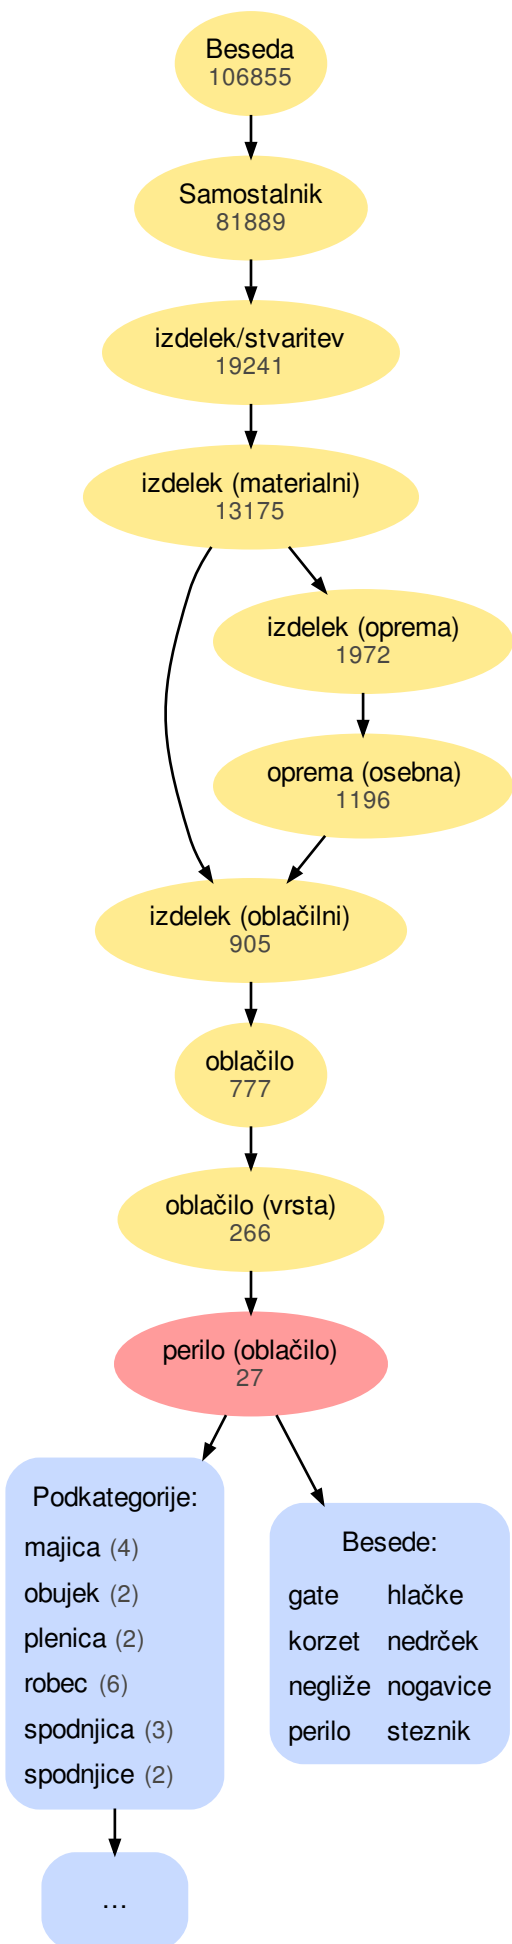 Beseda
106855
Samostalnik
81889
izdelek/stvaritev
19241
izdelek (materialni)
13175
izdelek (oprema)
1972
oprema (osebna)
1196
izdelek (oblačilni)
905
oblačilo
777
oblačilo (vrsta)
266
perilo (oblačilo)
27
Podkategorije:
majica (4)
obujek (2)
plenica (2)
robec (6)
spodnjica (3)
spodnjice (2)
...
Besede:
gate hlačke
korzet nedrček
negliže nogavice
perilo steznik